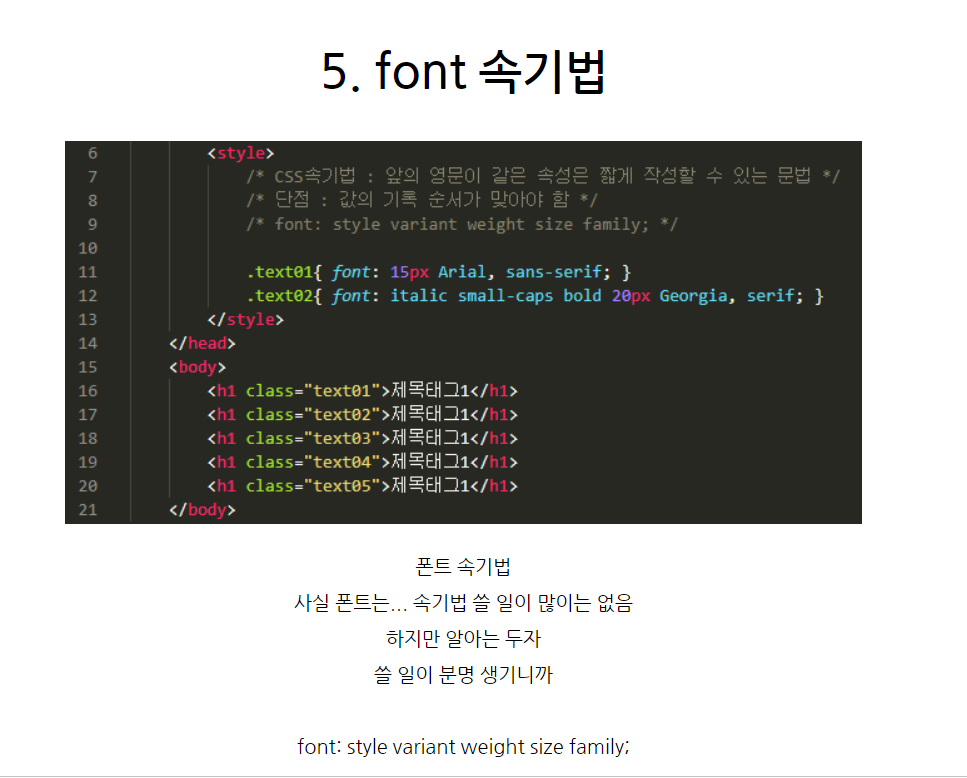 5. font 속기법
6 <style>
7 /* CSS속기법 : 앞의 영문이 같은 속성은 짧게 작성할 수 있는 문법 */
8 /* 단점 : 값의 기록 순서가 맞아야 함 */
9 /* font: style variant weight size family; */
10
11 .text01{ font: 15px Arial, sans-serif; }
12 .text02{ font: italic small-caps bold 20px Georgia, serif; }
13 </style>
14 </head>
15 <body>
16 <h1 class="text01">제목태그1</h1>
17 <h1 class="text02">제목태그1</h1>
18 <h1 class="text03">제목태그1</h1>
19 <h1 class="text04">제목태그1</h1>
20 <h1 class="text05">제목태그1</h1>
21 </body>
폰트 속기법
사실 폰트는... 속기법 쓸 일이 많이는 없음
하지만 알아는 두자
쓸 일이 분명 생기니까
font: style variant weight size family;